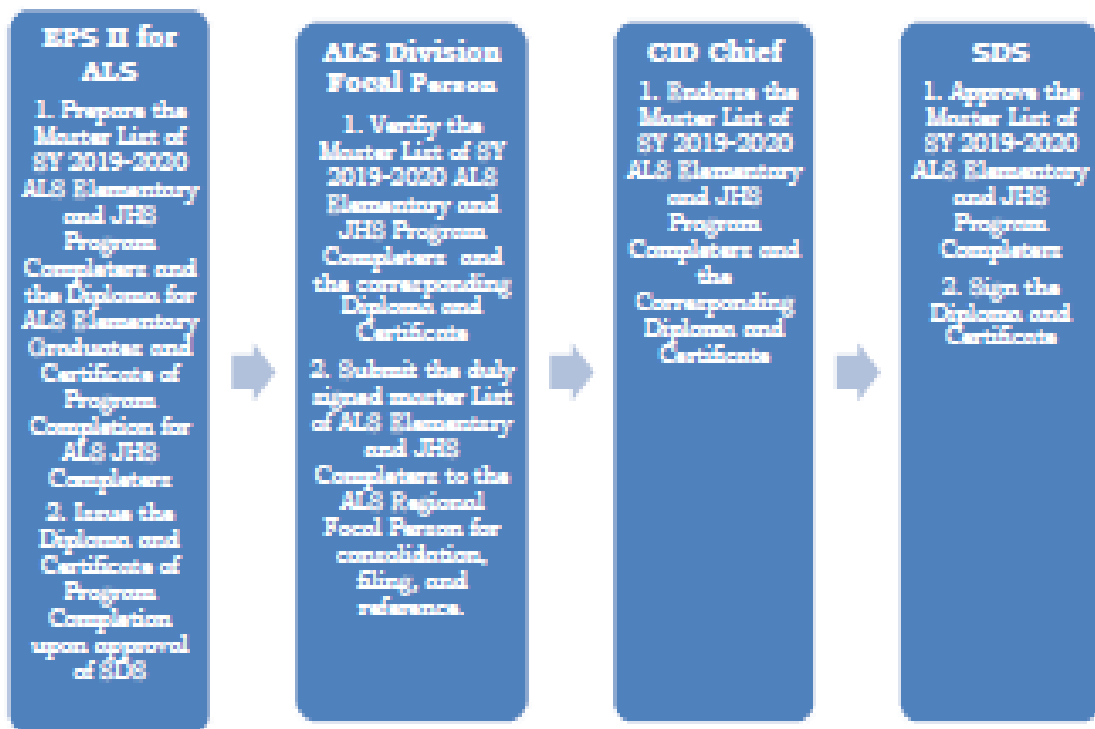 EPS II for
ALS
1. Prepare the
Master List of
SY 2019-2020
ALS Elementary
and JHS
Program
Completers and
the Diploma for
ALS Elementary
Graduates and
Certificate of
Program
Completion for
ALS JHS
Completers
2. Issue the
Diploma and
Certificate of
Program
Completion
upon approval
of SDS
ALS Division
Focal Person
1. Verify the
Master List of SY
2019-2020 ALS
Elementary and
JHS Program
Completers and
the corresponding
Diploma and
Certificate
2. Submit the duly
signed master List
of ALS Elementary
and JHS
Completers to the
ALS Regional
Focal Person for
consolidation,
filing, and
reference.
CID Chief
1. Endorse the
Master List of
SY 2019-2020
ALS Elementary
and JHS
Program
Completers and
the
Corresponding
Diploma and
Certificate
SDS
1. Approve the
Master List of
SY 2019-2020
ALS Elementary
and JHS
Program
Completers
2. Sign the
Diploma and
Certificate